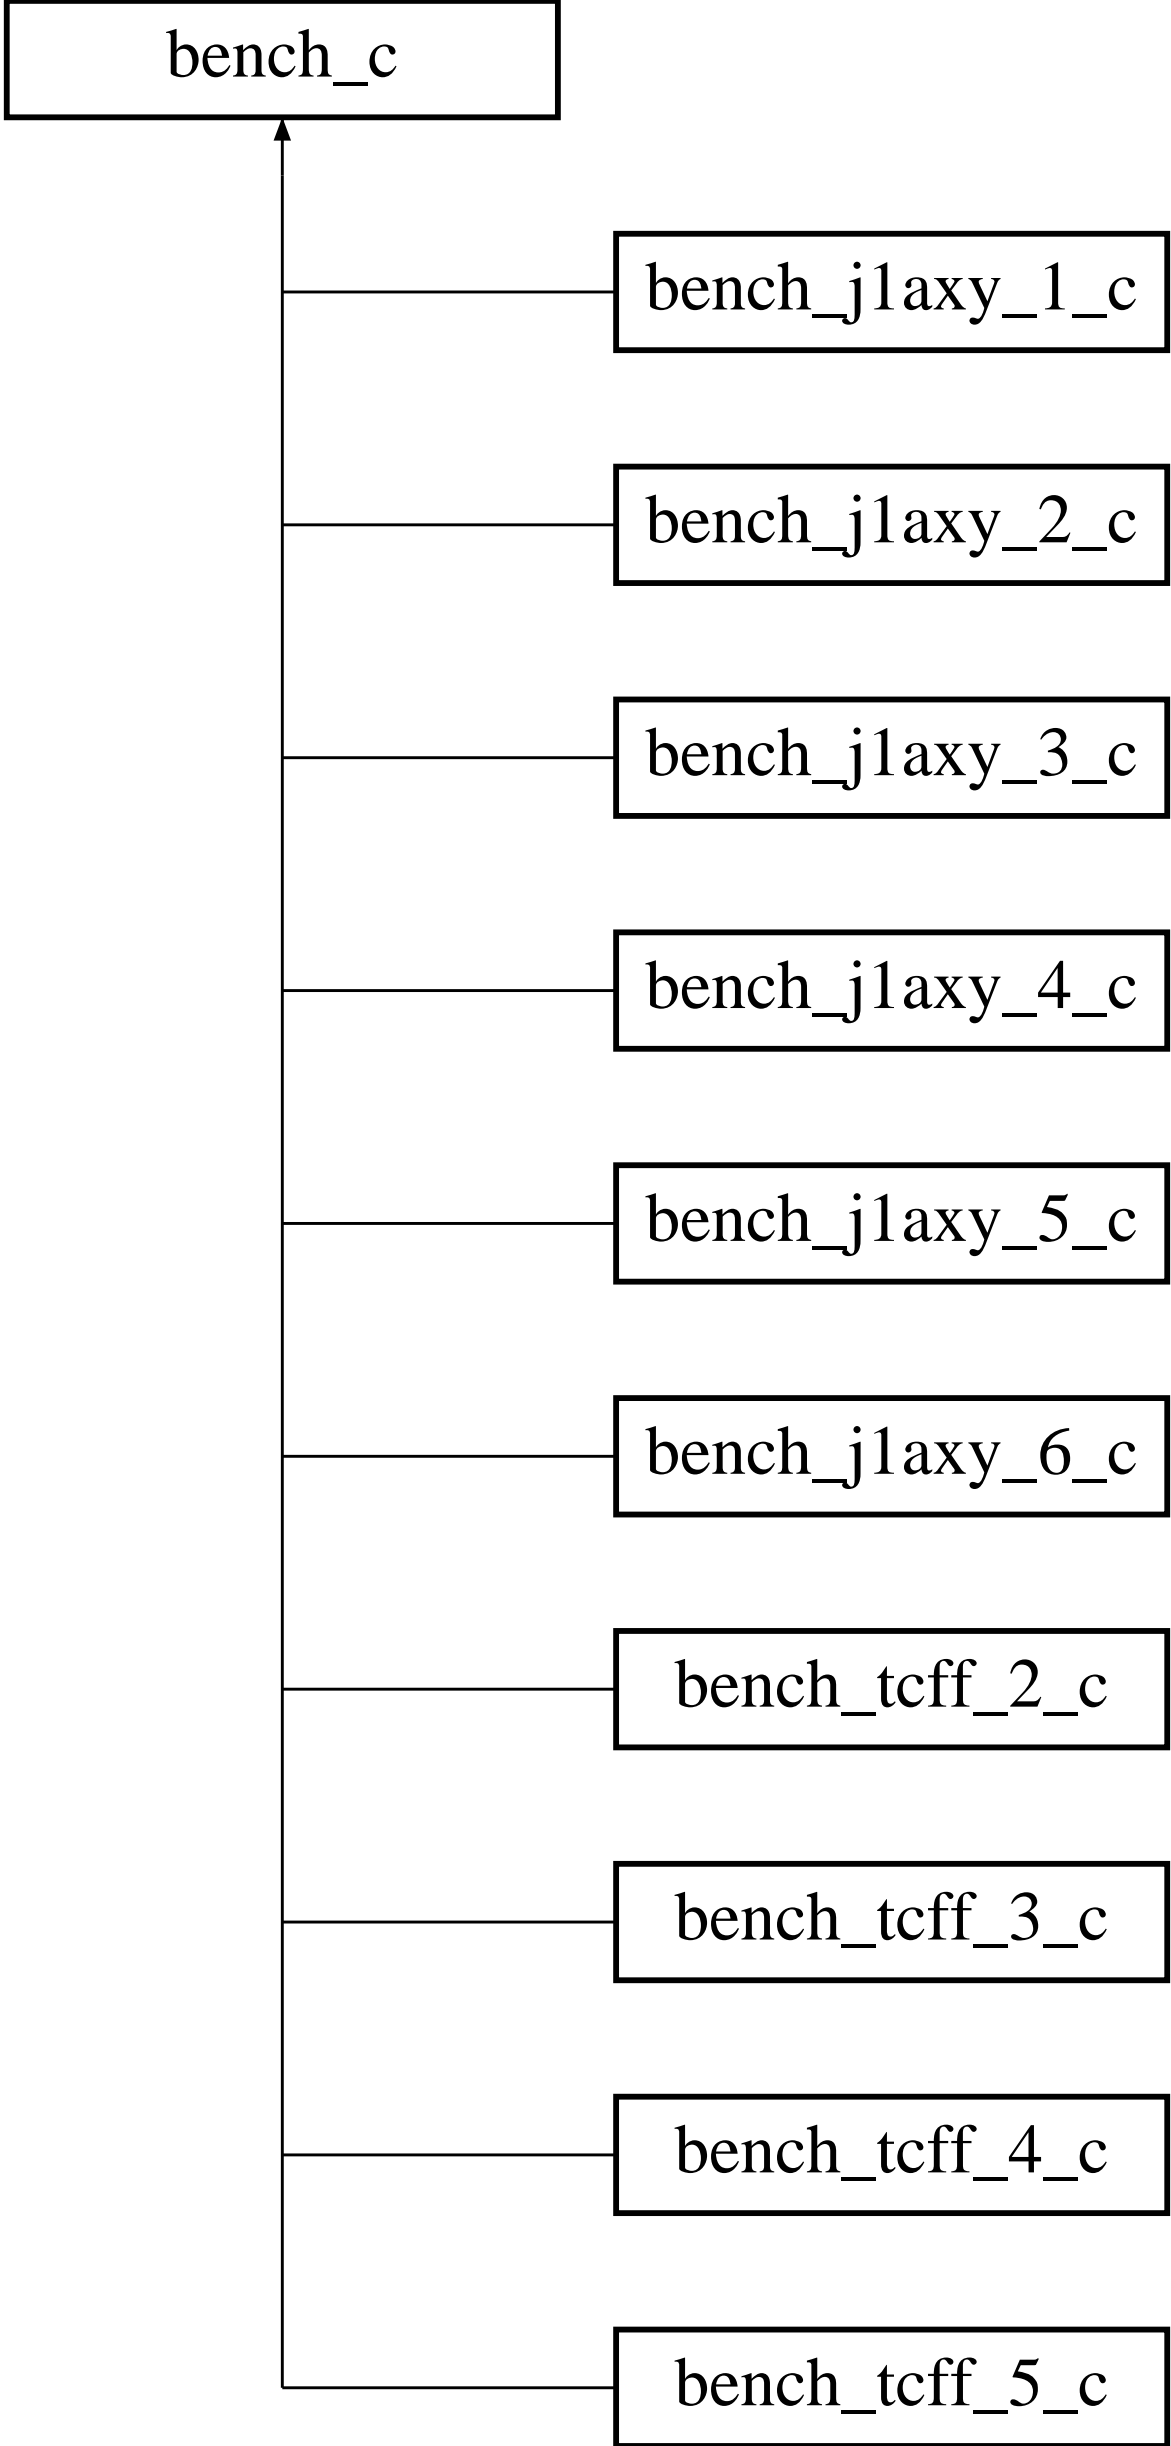 bench_c
bench_j1axy_1_c
bench_j1axy_2_c
bench_j1axy_3_c
bench_j1axy_4_c
bench_j1axy_5_c
bench_j1axy_6_c
bench_tcff_2_c
bench_tcff_3_c
bench_tcff_4_c
bench_tcff_5_c